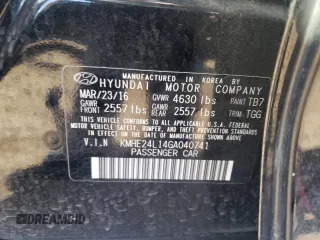 MANUFACTURED IN KOREA BY
HYUNDAI MOTOR COMPANY
MAR/23/16 GVWR 4630 lbs PAINT TB7
GAWR FRONT 2557 lbs GAWR REAR 2557 lbs TRIM TGG
THIS VEHICLE CONFORMS TO ALL APPLICABLE U.S.A. FEDERAL
MOTOR VEHICLE SAFETY, BUMPER, AND THEFT PREVENTION
STANDARDS IN EFFECT ON THE DATE OF MANUFACTURE SHOWN ABOVE.
V.I.N KMHE24L14GA040741
PASSENGER CAR
DREAMBID